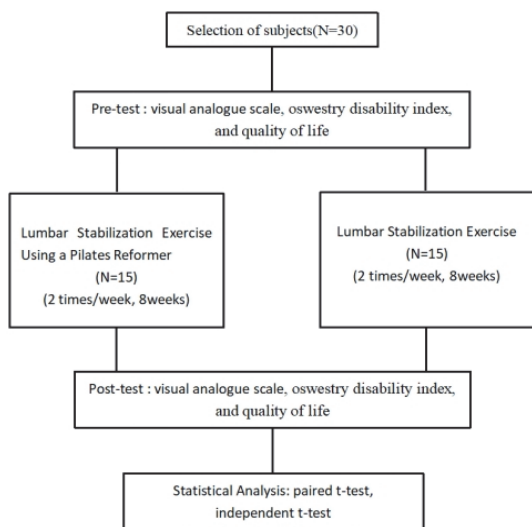 Selection of subjects(N=30)
Pre-test : visual analogue scale, oswestry disability index,
and quality of life
Lumbar Stabilization Exercise
Using a Pilates Reformer
(N=15)
(2 times/week, 8weeks)
Lumbar Stabilization Exercise
(N=15)
(2 times/week, 8weeks)
Post-test : visual analogue scale, oswestry disability index,
and quality of life
Statistical Analysis: paired t-test,
independent t-test